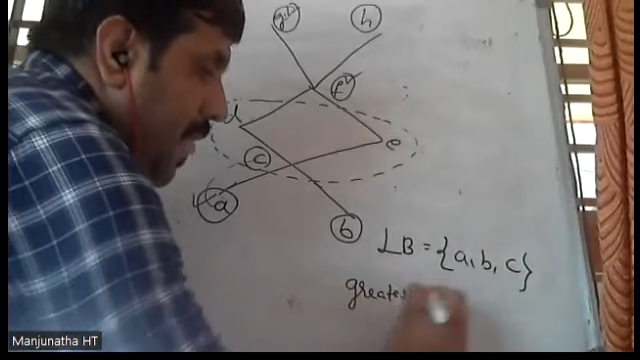 g
h
f
d
e
c
a
b
LB = {a, b, c}
greates
Manjunatha HT